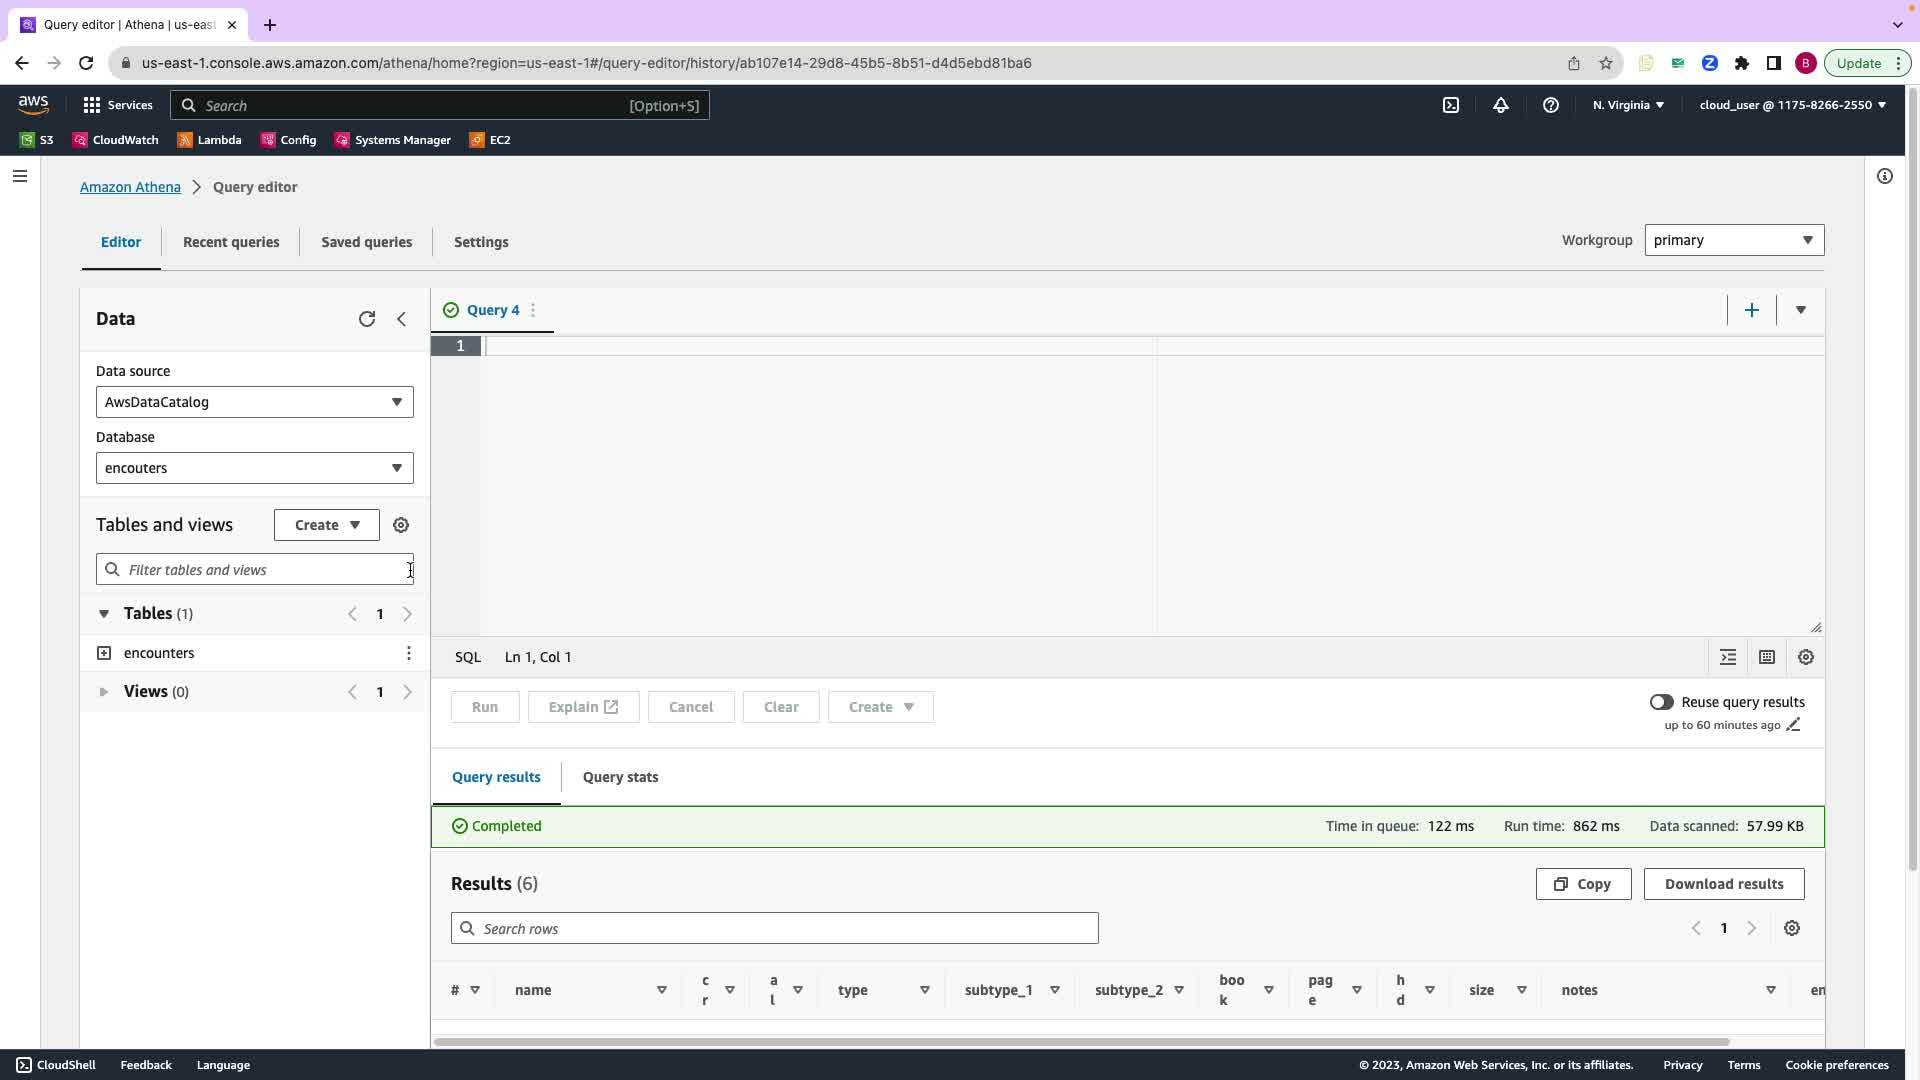 Query editor | Athena | us-east
us-east-1.console.aws.amazon.com/athena/home?region=us-east-1#/query-editor/history/ab107e14-29d8-45b5-8b51-d4d5ebd81ba6
B
Update
aws
Services
Search
[Option+S]
N. Virginia
cloud_user @ 1175-8266-2550
S3
CloudWatch
Lambda
Config
Systems Manager
EC2
Amazon Athena
Query editor
Editor
Recent queries
Saved queries
Settings
Workgroup
primary
Data
Data source
AwsDataCatalog
Database
encouters
Tables and views
Create
Filter tables and views
Tables (1)
1
encounters
Views (0)
1
Query 4
1
SQL
Ln 1, Col 1
Run
Explain
Cancel
Clear
Create
Reuse query results
up to 60 minutes ago
Query results
Query stats
Completed
Time in queue: 122 ms
Run time: 862 ms
Data scanned: 57.99 KB
Results (6)
Copy
Download results
Search rows
1
#
name
c
r
a
l
type
subtype_1
subtype_2
boo
k
pag
e
h
d
size
notes
en
CloudShell
Feedback
Language
© 2023, Amazon Web Services, Inc. or its affiliates.
Privacy
Terms
Cookie preferences